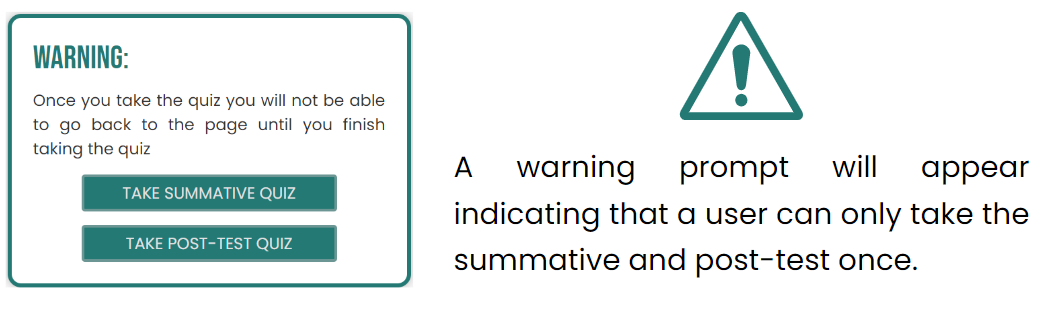 WARNING:
Once you take the quiz you will not be able
to go back to the page until you finish
taking the quiz
TAKE SUMMATIVE QUIZ
TAKE POST-TEST QUIZ
A warning prompt will appear
indicating that a user can only take the
summative and post-test once.